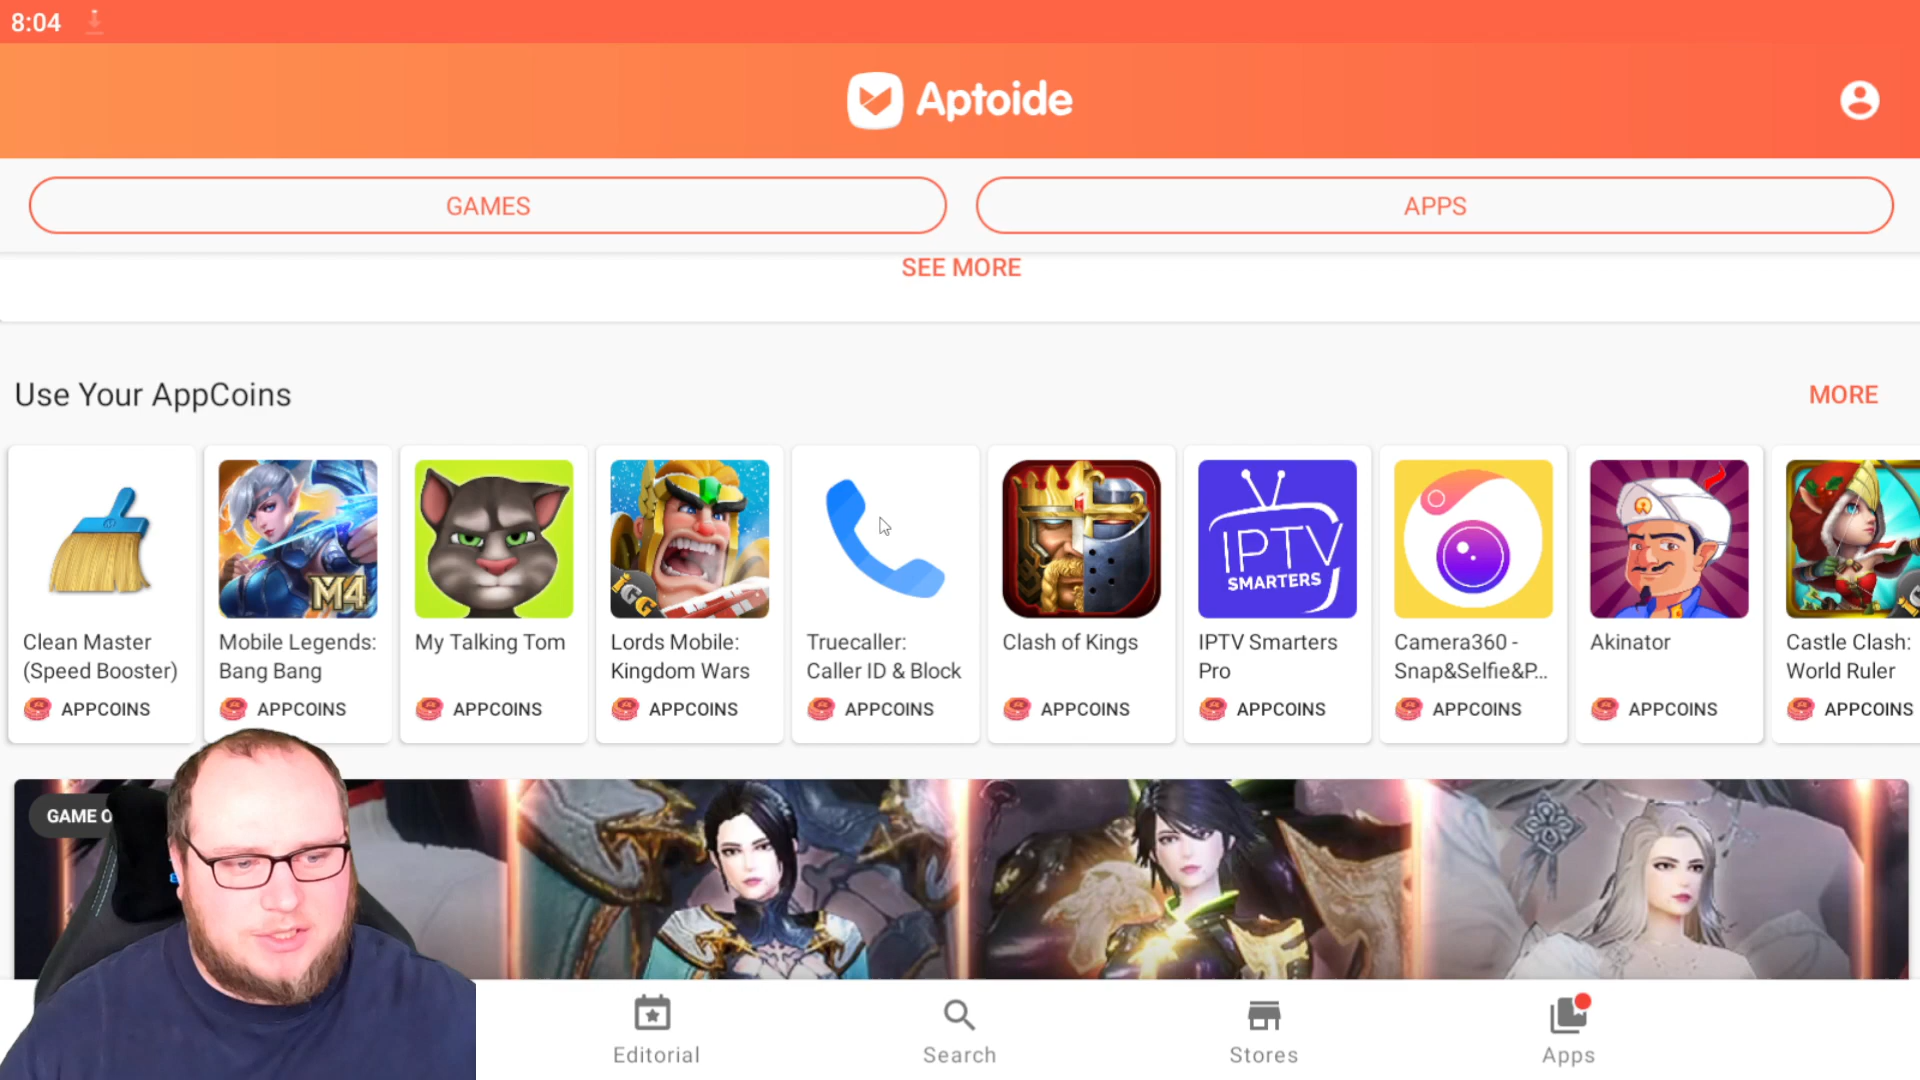 8:04
Aptoide
GAMES
APPS
SEE MORE
Use Your AppCoins
MORE
M4
IGG
IPTV
SMARTERS
Clean Master
(Speed Booster)
Mobile Legends:
Bang Bang
My Talking Tom
Lords Mobile:
Kingdom Wars
Truecaller:
Caller ID & Block
Clash of Kings
IPTV Smarters
Pro
Camera360 -
Snap&Selfie&P...
Akinator
Castle Clash:
World Ruler
APPCOINS
APPCOINS
APPCOINS
APPCOINS
APPCOINS
APPCOINS
APPCOINS
APPCOINS
APPCOINS
APPCOINS
GAME O
Editorial
Search
Stores
Apps